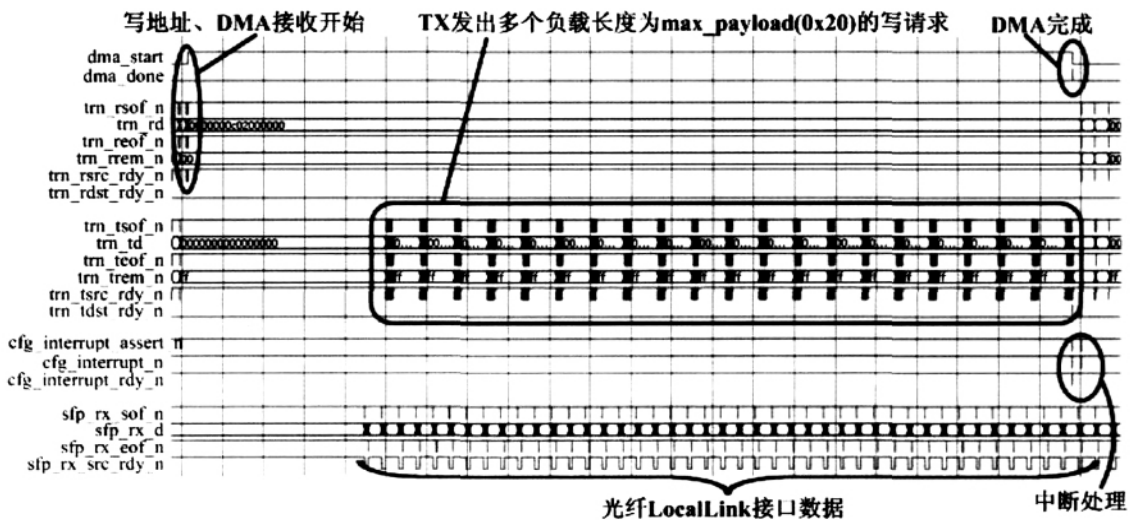 写地址、DMA接收开始 TX发出多个负载长度为max_payload(0x20)的写请求 DMA完成
dma_start
dma_done
trn_rsof_n
trn_rd
trn_reof_n
trn_rrem_n
trn_rsrc_rdy_n
trn_rdst_rdy_n
trn_tsof_n
trn_td
trn_teof_n
trn_trem_n
trn_tsrc_rdy_n
trn_tdst_rdy_n
cfg_interrupt_assert_n
cfg_interrupt_n
cfg_interrupt_rdy_n
sfp_rx_sof_n
sfp_rx_d
sfp_rx_eof_n
sfp_rx_src_rdy_n
光纤LocalLink接口数据 中断处理